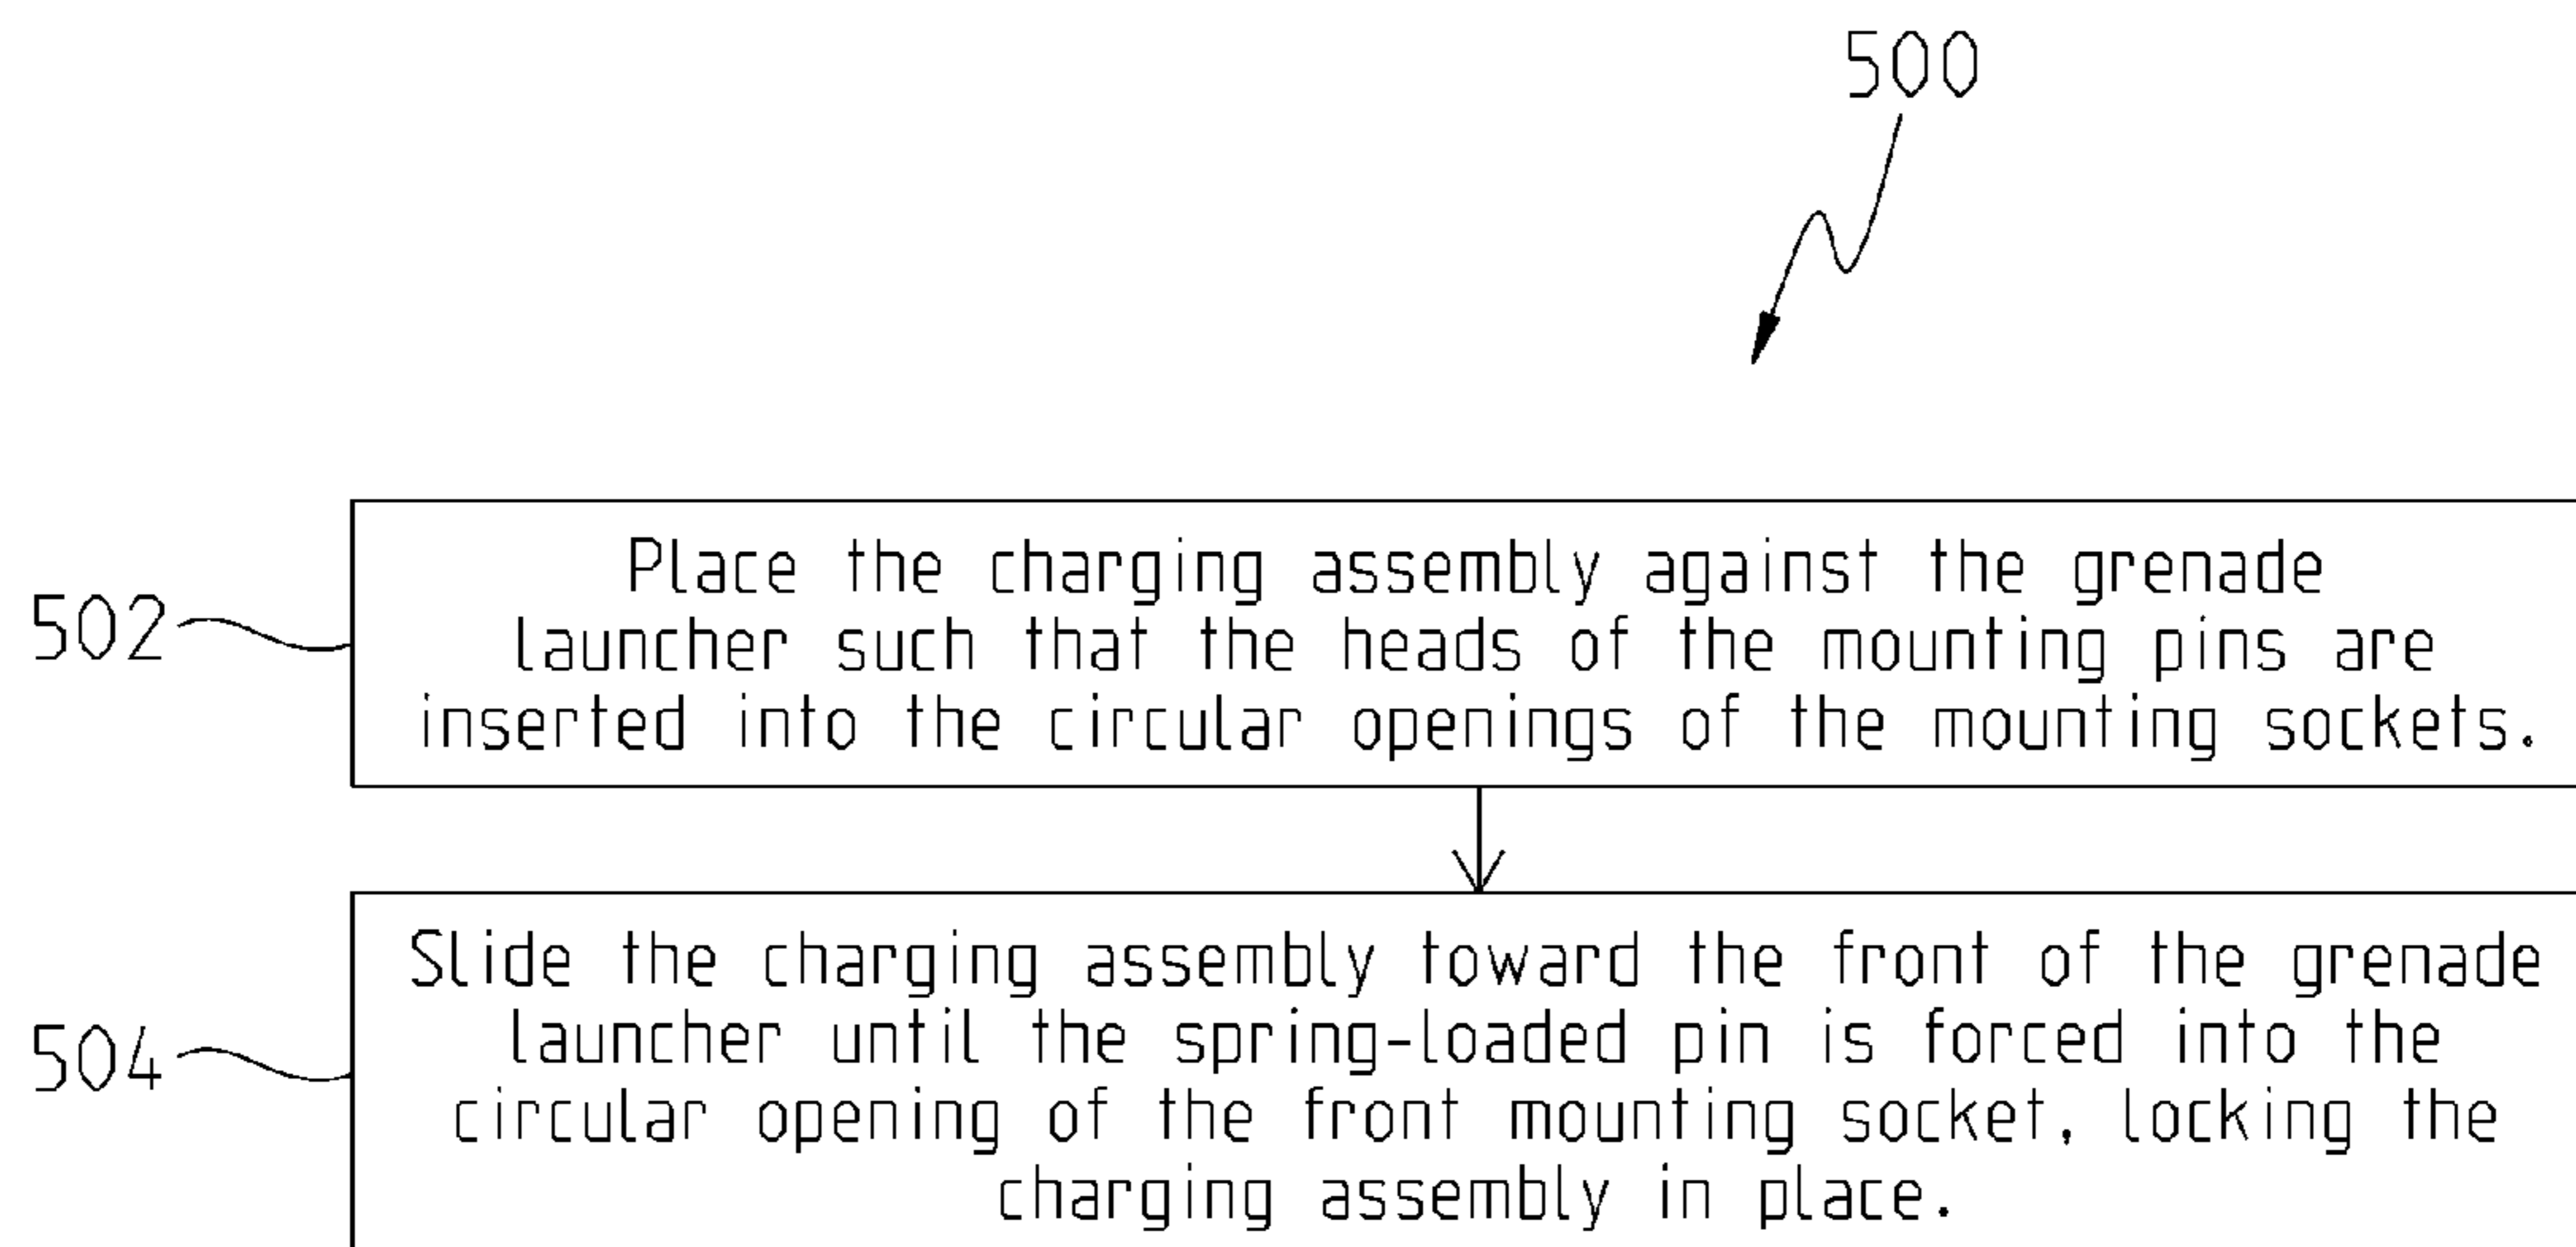 500
502
Place the charging assembly against the grenade
launcher such that the heads of the mounting pins are
inserted into the circular openings of the mounting sockets.
504
Slide the charging assembly toward the front of the grenade
launcher until the spring-loaded pin is forced into the
circular opening of the front mounting socket, locking the
charging assembly in place.